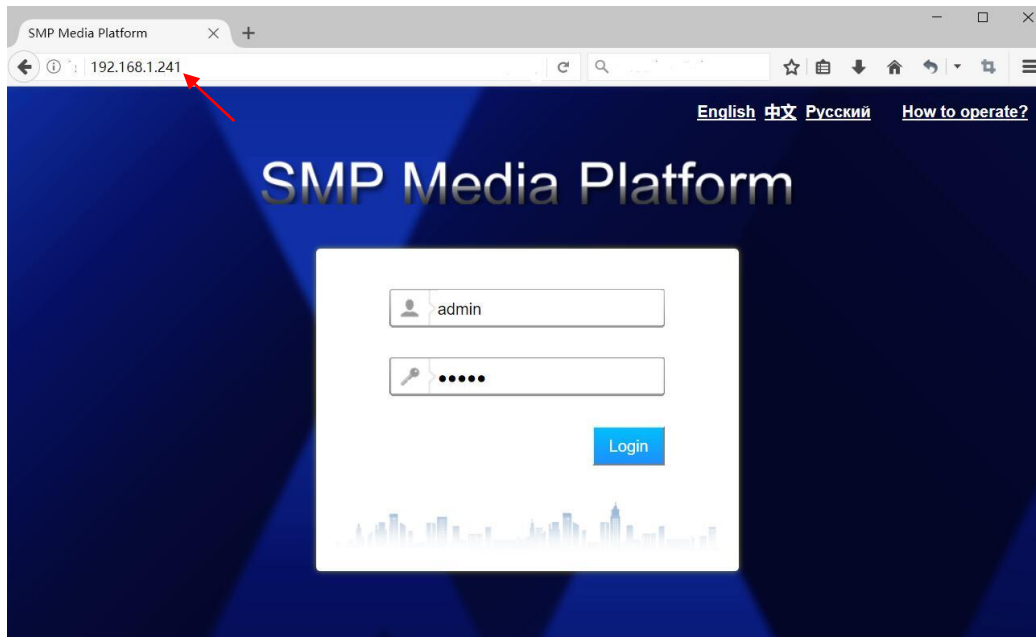 SMP Media Platform
192.168.1.241
English 中文 Русский How to operate?
SMP Media Platform
admin
●●●●●
Login